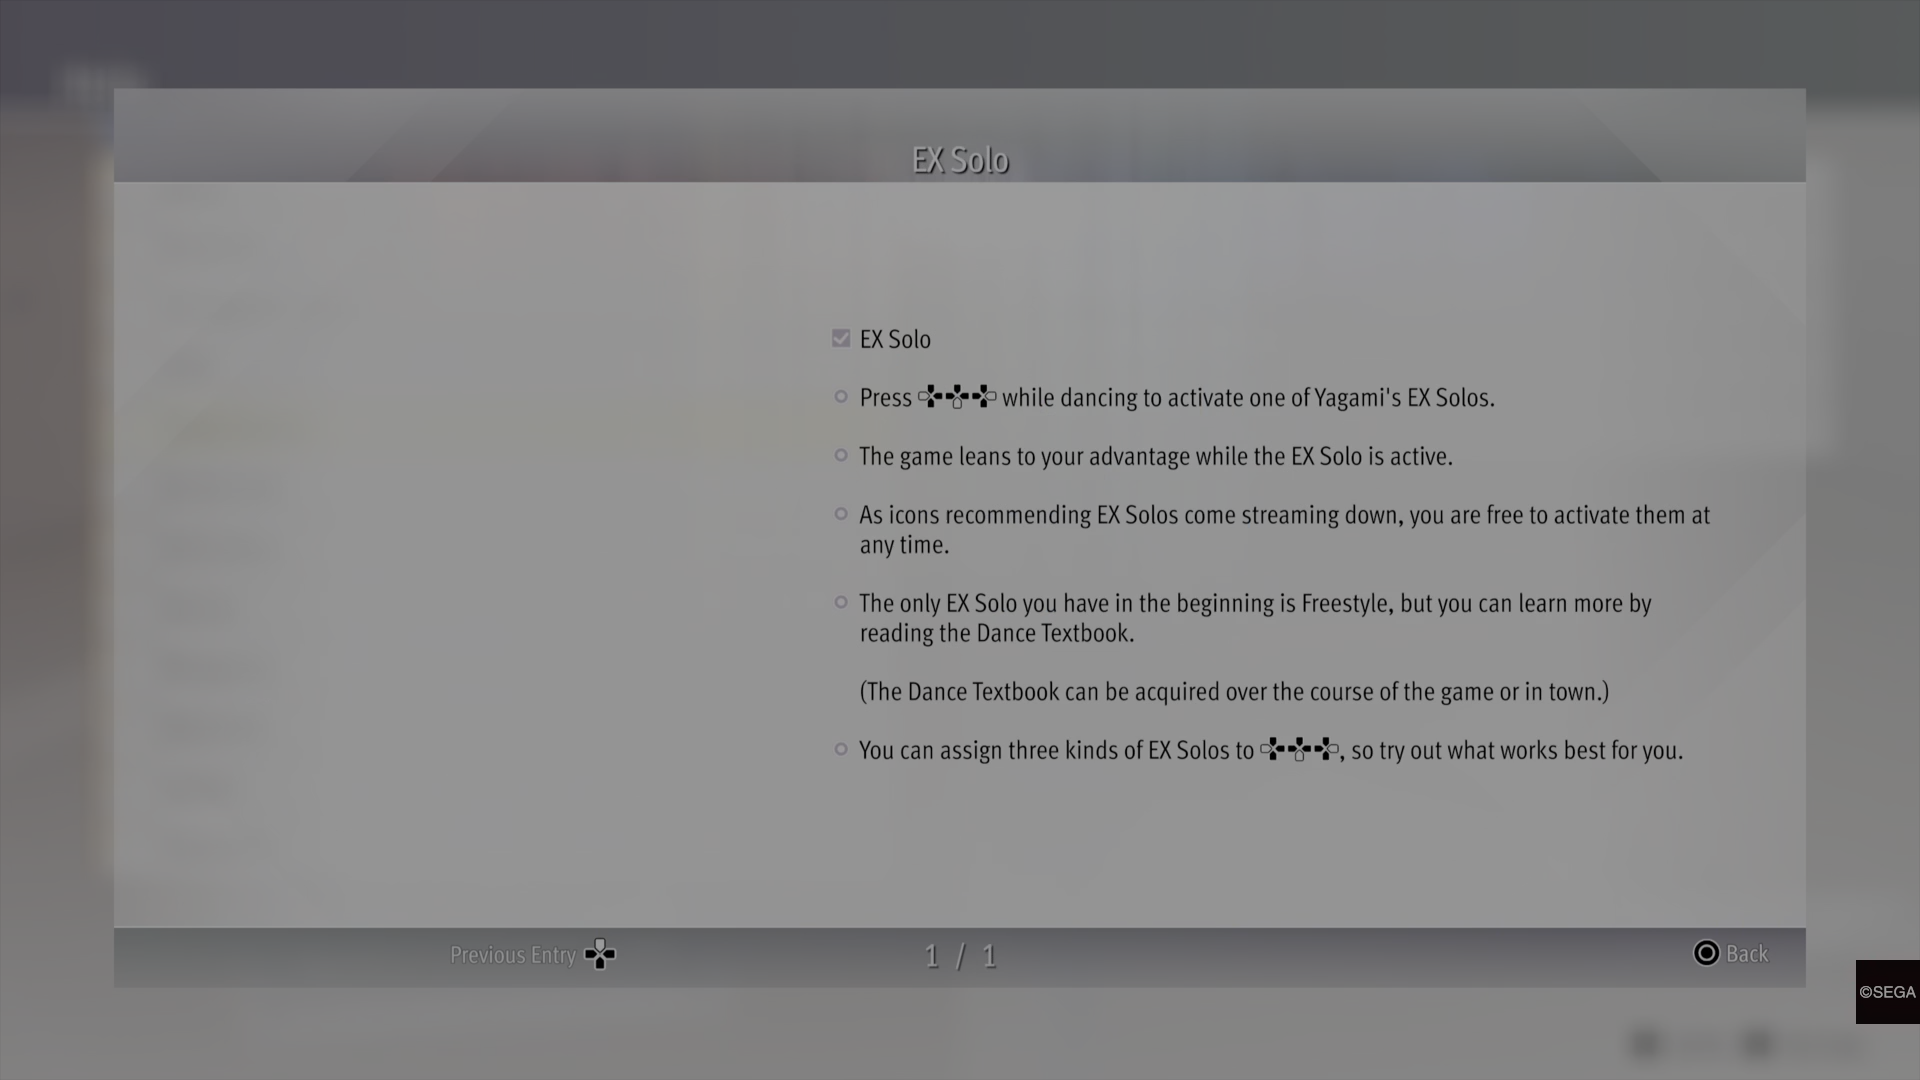 EX Solo
EX Solo
Press while dancing to activate one of Yagami's EX Solos.
The game leans to your advantage while the EX Solo is active.
As icons recommending EX Solos come streaming down, you are free to activate them at
any time.
The only EX Solo you have in the beginning is Freestyle, but you can learn more by
reading the Dance Textbook.
(The Dance Textbook can be acquired over the course of the game or in town.)
You can assign three kinds of EX Solos to , so try out what works best for you.
Previous Entry
1 / 1
Back
©SEGA